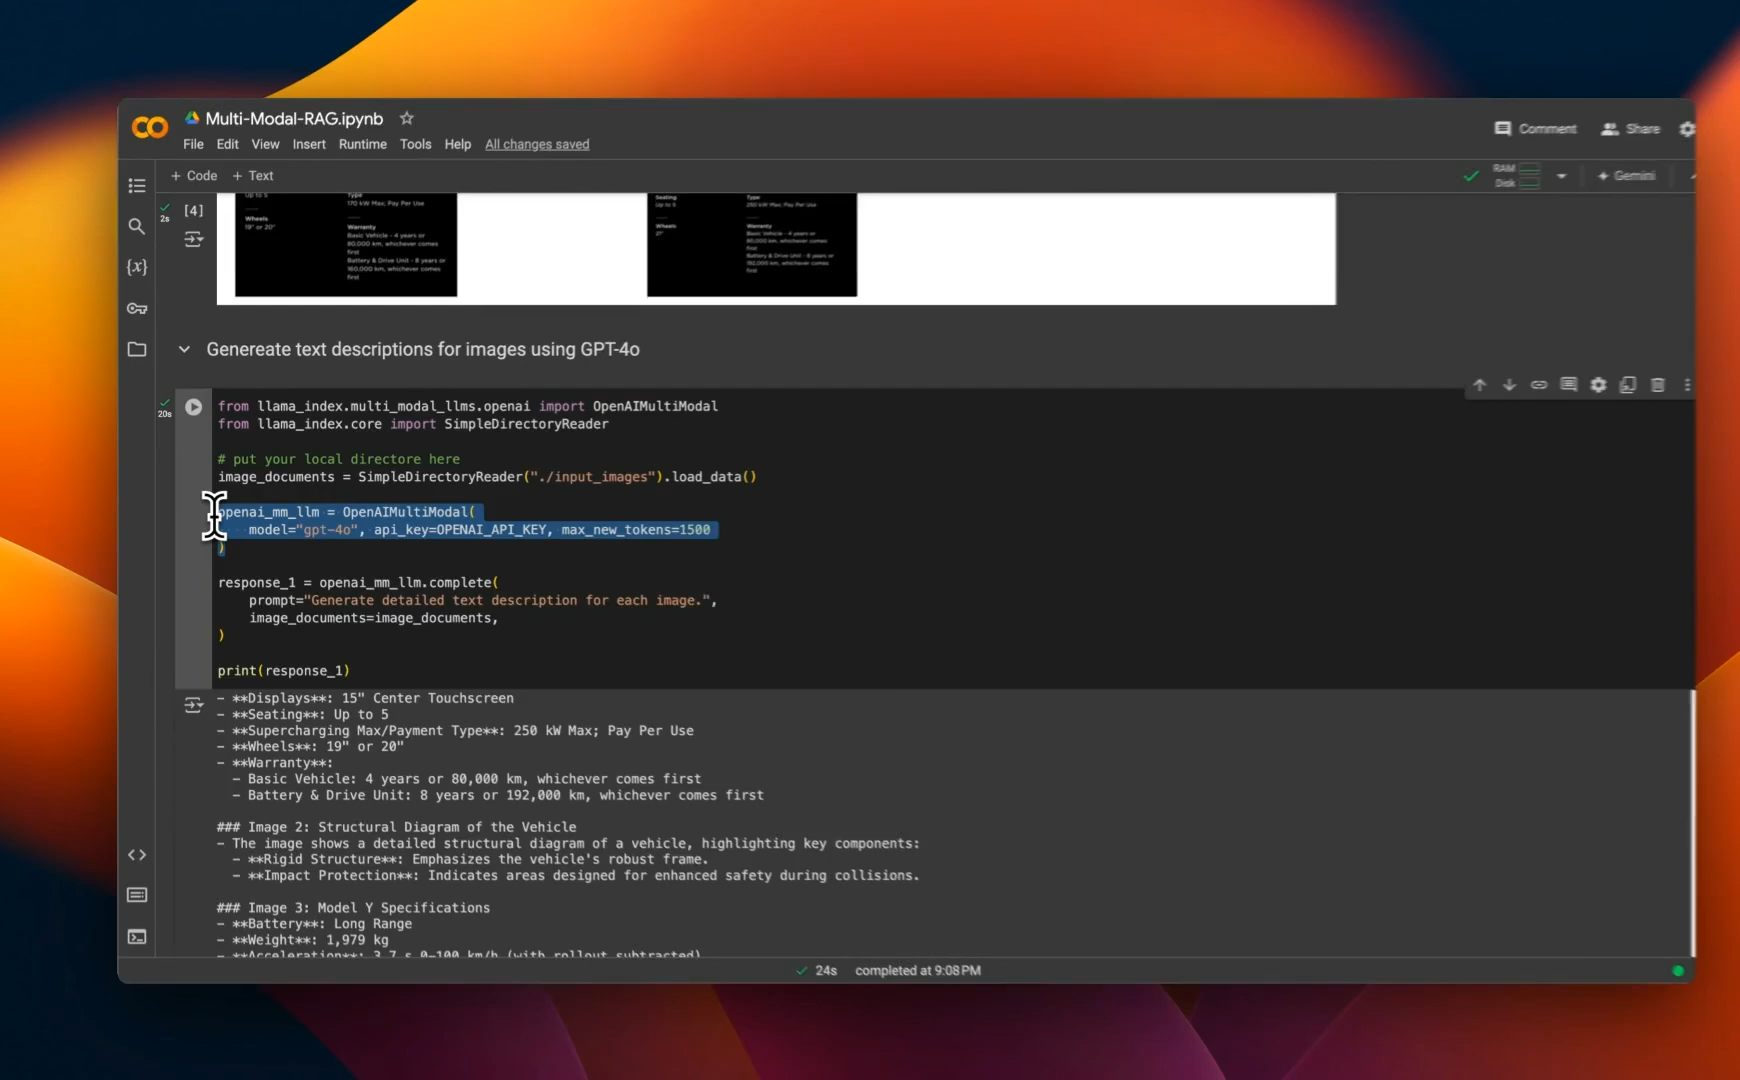 Multi-Modal-RAG.ipynb
Comment
Share
File Edit View Insert Runtime Tools Help All changes saved
+ Code + Text
RAM
Disk
Gemini
2s
[4]
Up to 5
Type
170 kW Max; Pay Per Use
Wheels
19" or 20"
Warranty
Basic Vehicle - 4 years or
80,000 km, whichever comes
first
Battery & Drive Unit - 8 years or
160,000 km, whichever comes
first
Seating
Up to 5
Type
250 kW Max; Pay Per Use
Wheels
21"
Warranty
Basic Vehicle - 4 years or
80,000 km, whichever comes
first
Battery & Drive Unit - 8 years or
192,000 km, whichever comes
first
{x}
Genereate text descriptions for images using GPT-4o
20s
from llama_index.multi_modal_llms.openai import OpenAIMultiModal
from llama_index.core import SimpleDirectoryReader
# put your local directore here
image_documents = SimpleDirectoryReader("./input_images").load_data()
openai_mm_llm = OpenAIMultiModal(
model="gpt-4o", api_key=OPENAI_API_KEY, max_new_tokens=1500
)
response_1 = openai_mm_llm.complete(
prompt="Generate detailed text description for each image.",
image_documents=image_documents,
)
print(response_1)
- **Displays**: 15" Center Touchscreen
- **Seating**: Up to 5
- **Supercharging Max/Payment Type**: 250 kW Max; Pay Per Use
- **Wheels**: 19" or 20"
- **Warranty**:
- Basic Vehicle: 4 years or 80,000 km, whichever comes first
- Battery & Drive Unit: 8 years or 192,000 km, whichever comes first
### Image 2: Structural Diagram of the Vehicle
- The image shows a detailed structural diagram of a vehicle, highlighting key components:
- **Rigid Structure**: Emphasizes the vehicle's robust frame.
- **Impact Protection**: Indicates areas designed for enhanced safety during collisions.
### Image 3: Model Y Specifications
- **Battery**: Long Range
- **Weight**: 1,979 kg
- **Acceleration**: 3.7 s 0-100 km/h (with rollout subtracted)
24s completed at 9:08 PM